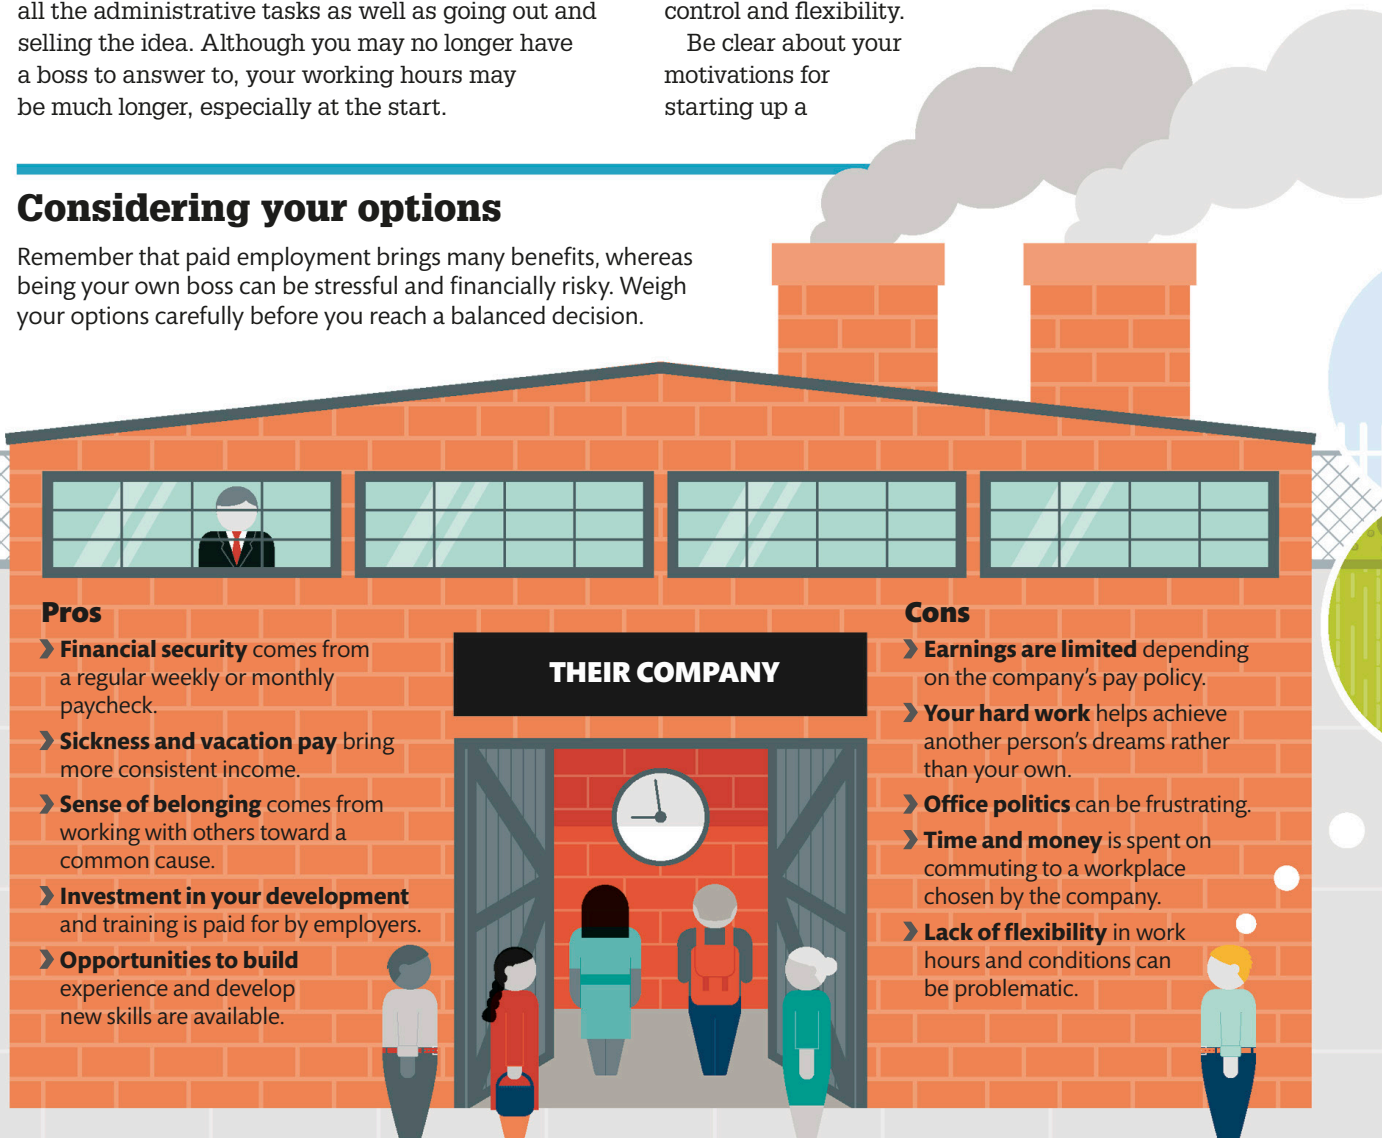 all the administrative tasks as well as going out and
selling the idea. Although you may no longer have
a boss to answer to, your working hours may
be much longer, especially at the start.
control and flexibility.
Be clear about your
motivations for
starting up a
Considering your options
Remember that paid employment brings many benefits, whereas
being your own boss can be stressful and financially risky. Weigh
your options carefully before you reach a balanced decision.
Pros
❯ Financial security comes from
a regular weekly or monthly
paycheck.
❯ Sickness and vacation pay bring
more consistent income.
❯ Sense of belonging comes from
working with others toward a
common cause.
❯ Investment in your development
and training is paid for by employers.
❯ Opportunities to build
experience and develop
new skills are available.
THEIR COMPANY
Cons
❯ Earnings are limited depending
on the company’s pay policy.
❯ Your hard work helps achieve
another person’s dreams rather
than your own.
❯ Office politics can be frustrating.
❯ Time and money is spent on
commuting to a workplace
chosen by the company.
❯ Lack of flexibility in work
hours and conditions can
be problematic.